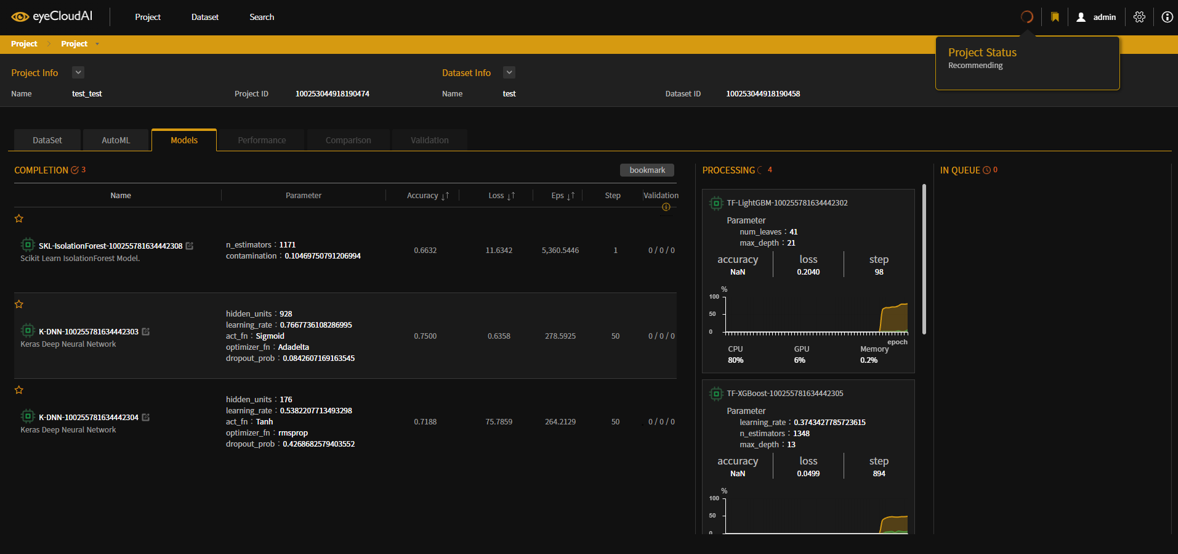 eyeCloudAI
Project Dataset Search
admin
Project Project
Project Status
Recommending
Project Info
Name test_test Project ID 100253044918190474
Dataset Info
Name test Dataset ID 100253044918190458
DataSet AutoML Models Performance Comparison Validation
COMPLETION 3
bookmark
Name Parameter Accuracy ↓↑ Loss ↓↑ Eps ↓↑ Step Validation
SKL-IsolationForest-100255781634442308
Scikit Learn IsolationForest Model.
n_estimators : 1171
contamination : 0.10469750791206994
0.6632 11.6342 5,360.5446 1 0 / 0 / 0
K-DNN-100255781634442303
Keras Deep Neural Network
hidden_units : 928
learning_rate : 0.7667736108286995
act_fn : Sigmoid
optimizer_fn : Adadelta
dropout_prob : 0.0842607169163545
0.7500 0.6358 278.5925 50 0 / 0 / 0
K-DNN-100255781634442304
Keras Deep Neural Network
hidden_units : 176
learning_rate : 0.5382207713493298
act_fn : Tanh
optimizer_fn : rmsprop
dropout_prob : 0.4268682579403552
0.7188 75.7859 264.2129 50 0 / 0 / 0
PROCESSING 4
TF-LightGBM-100255781634442302
Parameter
num_leaves : 41
max_depth : 21
accuracy loss step
NaN 0.2040 98
%
100
50
0
epoch
CPU GPU Memory
80% 6% 0.2%
TF-XGBoost-100255781634442305
Parameter
learning_rate : 0.3743427785723615
n_estimators : 1348
max_depth : 13
accuracy loss step
NaN 0.0499 894
%
100
50
0
IN QUEUE 0